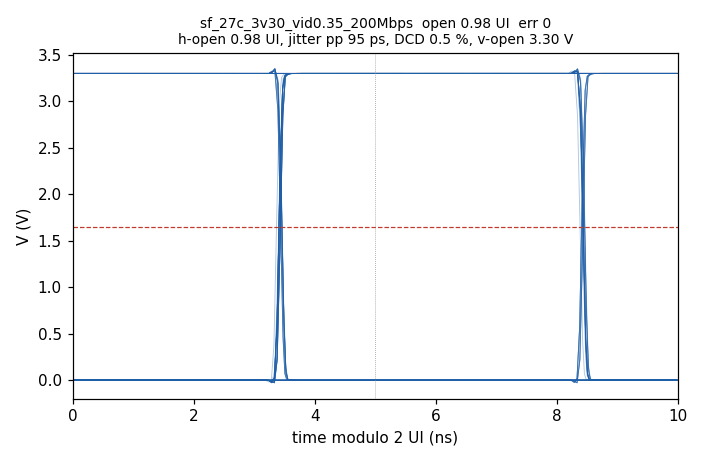 sf_27c_3v30_vid0.35_200Mbps  open 0.98 UI  err 0
h-open 0.98 UI, jitter pp 95 ps, DCD 0.5 %, v-open 3.30 V
3.5
3.0
2.5
2.0
1.5
1.0
0.5
0.0
V (V)
0 2 4 6 8 10
time modulo 2 UI (ns)